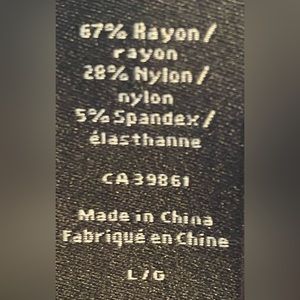 67% Rayon /
rayon
28% Nylon /
nylon
5% Spandex /
élasthanne
CA 39861
Made in China
Fabriqué en Chine
L / G